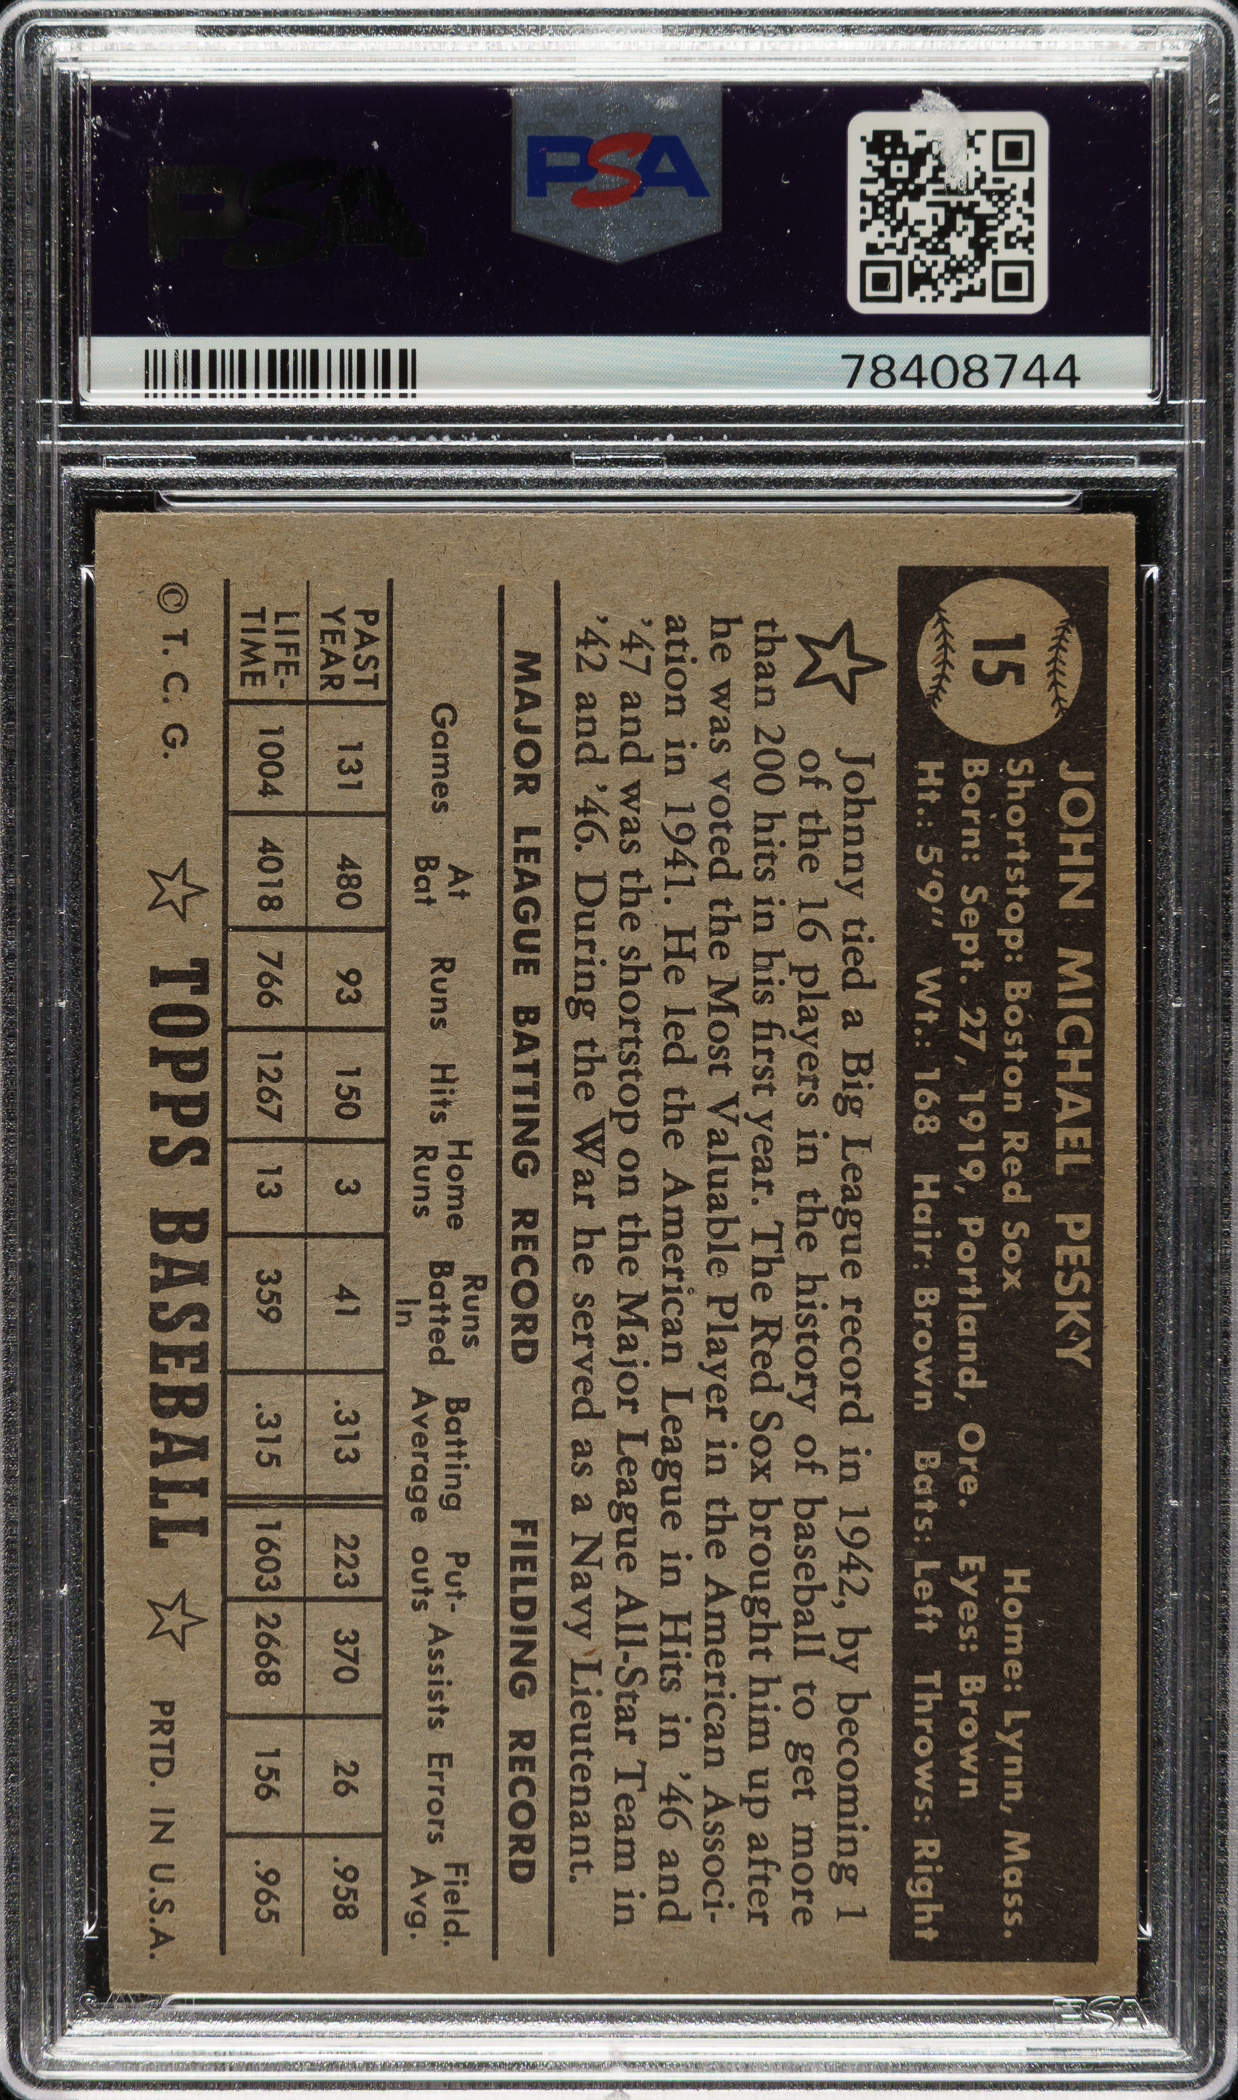 PSA
PSA
78408744
15
JOHN MICHAEL PESKY
Shortstop: Boston Red Sox Home: Lynn, Mass.
Born: Sept. 27, 1919, Portland, Ore. Eyes: Brown
Ht.: 5'9" Wt.: 168 Hair: Brown Bats: Left Throws: Right
Johnny tied a Big League record in 1942, by becoming 1
of the 16 players in the history of baseball to get more
than 200 hits in his first year. The Red Sox brought him up after
he was voted the Most Valuable Player in the American Associ-
ation in 1941. He led the American League in Hits in '46 and
'47 and was the shortstop on the Major League All-Star Team in
'42 and '46. During the War he served as a Navy Lieutenant.
MAJOR LEAGUE BATTING RECORD FIELDING RECORD
Games At Bat Runs Hits Home Runs Runs Batted In Batting Average Put-outs Assists Errors Field. Avg.
PAST YEAR 131 480 93 150 3 41 .313 223 370 26 .958
LIFE-TIME 1004 4018 766 1267 13 359 .315 1603 2668 156 .965
© T. C. G. TOPPS BASEBALL PRTD. IN U.S.A.
PSA